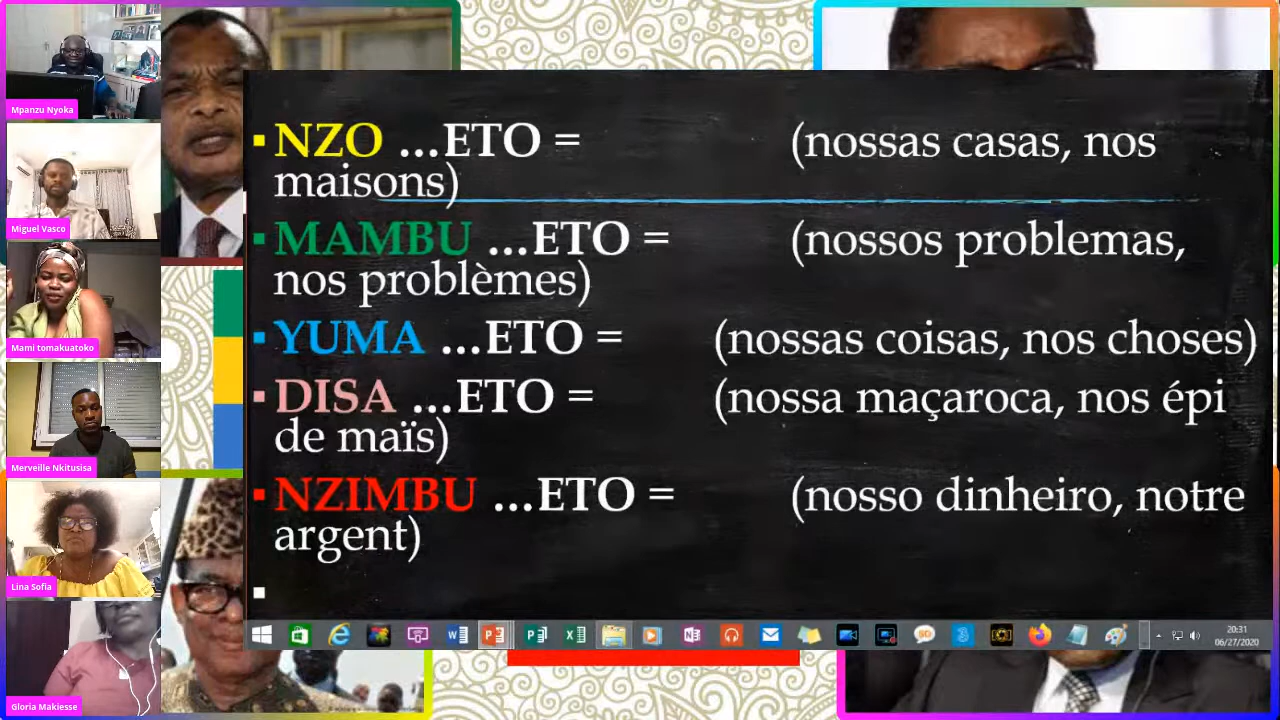 Mpanzu Nyoka
Miguel Vasco
Mami tomakuatoko
Merveille Nkitusisa
Lina Sofia
Gloria Makiesse
NZO ...ETO = (nossas casas, nos
maisons)
MAMBU ...ETO = (nossos problemas,
nos problèmes)
YUMA ...ETO = (nossas coisas, nos choses)
DISA ...ETO = (nossa maçaroca, nos épi
de maïs)
NZIMBU ...ETO = (nosso dinheiro, notre
argent)
20:31
06/27/2020